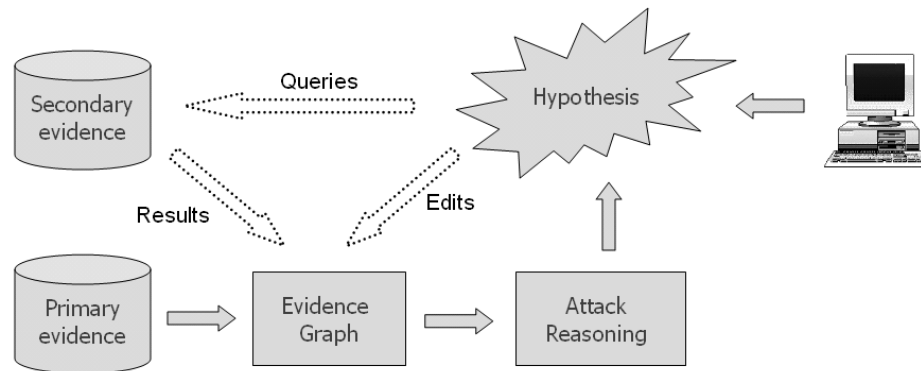 Queries
Secondary
evidence
Hypothesis
Results
Edits
Primary
evidence
Evidence
Graph
Attack
Reasoning